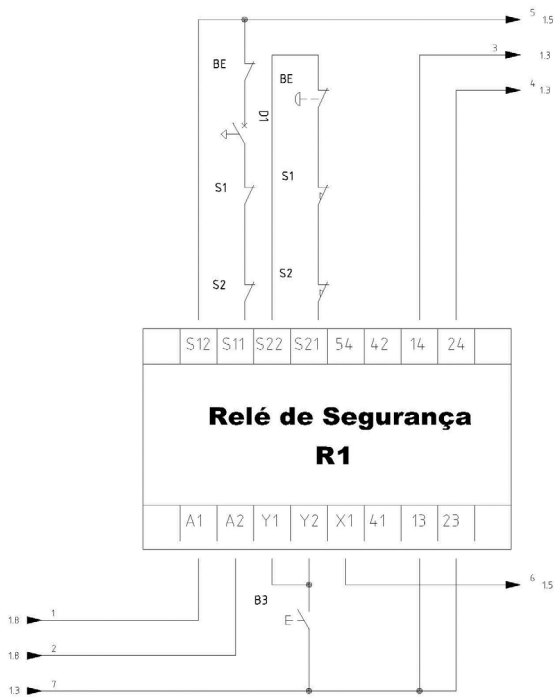 5 1.5
3 1.3
BE BE
4 1.3
D1
S1 S1
S2 S2
S12 S11 S22 S21 54 42 14 24
Relé de Segurança
R1
A1 A2 Y1 Y2 X1 41 13 23
6 1.5
B3
1.8 1
1.8 2
1.3 7